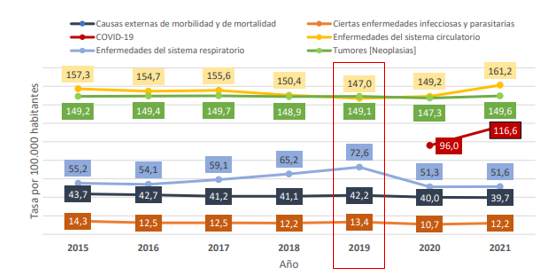 Causas externas de morbilidad y de mortalidad Ciertas enfermedades infecciosas y parasitarias
COVID-19 Enfermedades del sistema circulatorio
Enfermedades del sistema respiratorio Tumores [Neoplasias]
157,3 154,7 155,6 150,4 147,0 149,2 161,2
149,2 149,4 149,7 148,9 149,1 147,3 149,6
96,0 116,6
55,2 54,1 59,1 65,2 72,6 51,3 51,6
43,7 42,7 41,2 41,1 42,2 40,0 39,7
14,3 12,5 12,5 12,2 13,4 10,7 12,2
2015 2016 2017 2018 2019 2020 2021
Año
Tasa por 100.000 habitantes